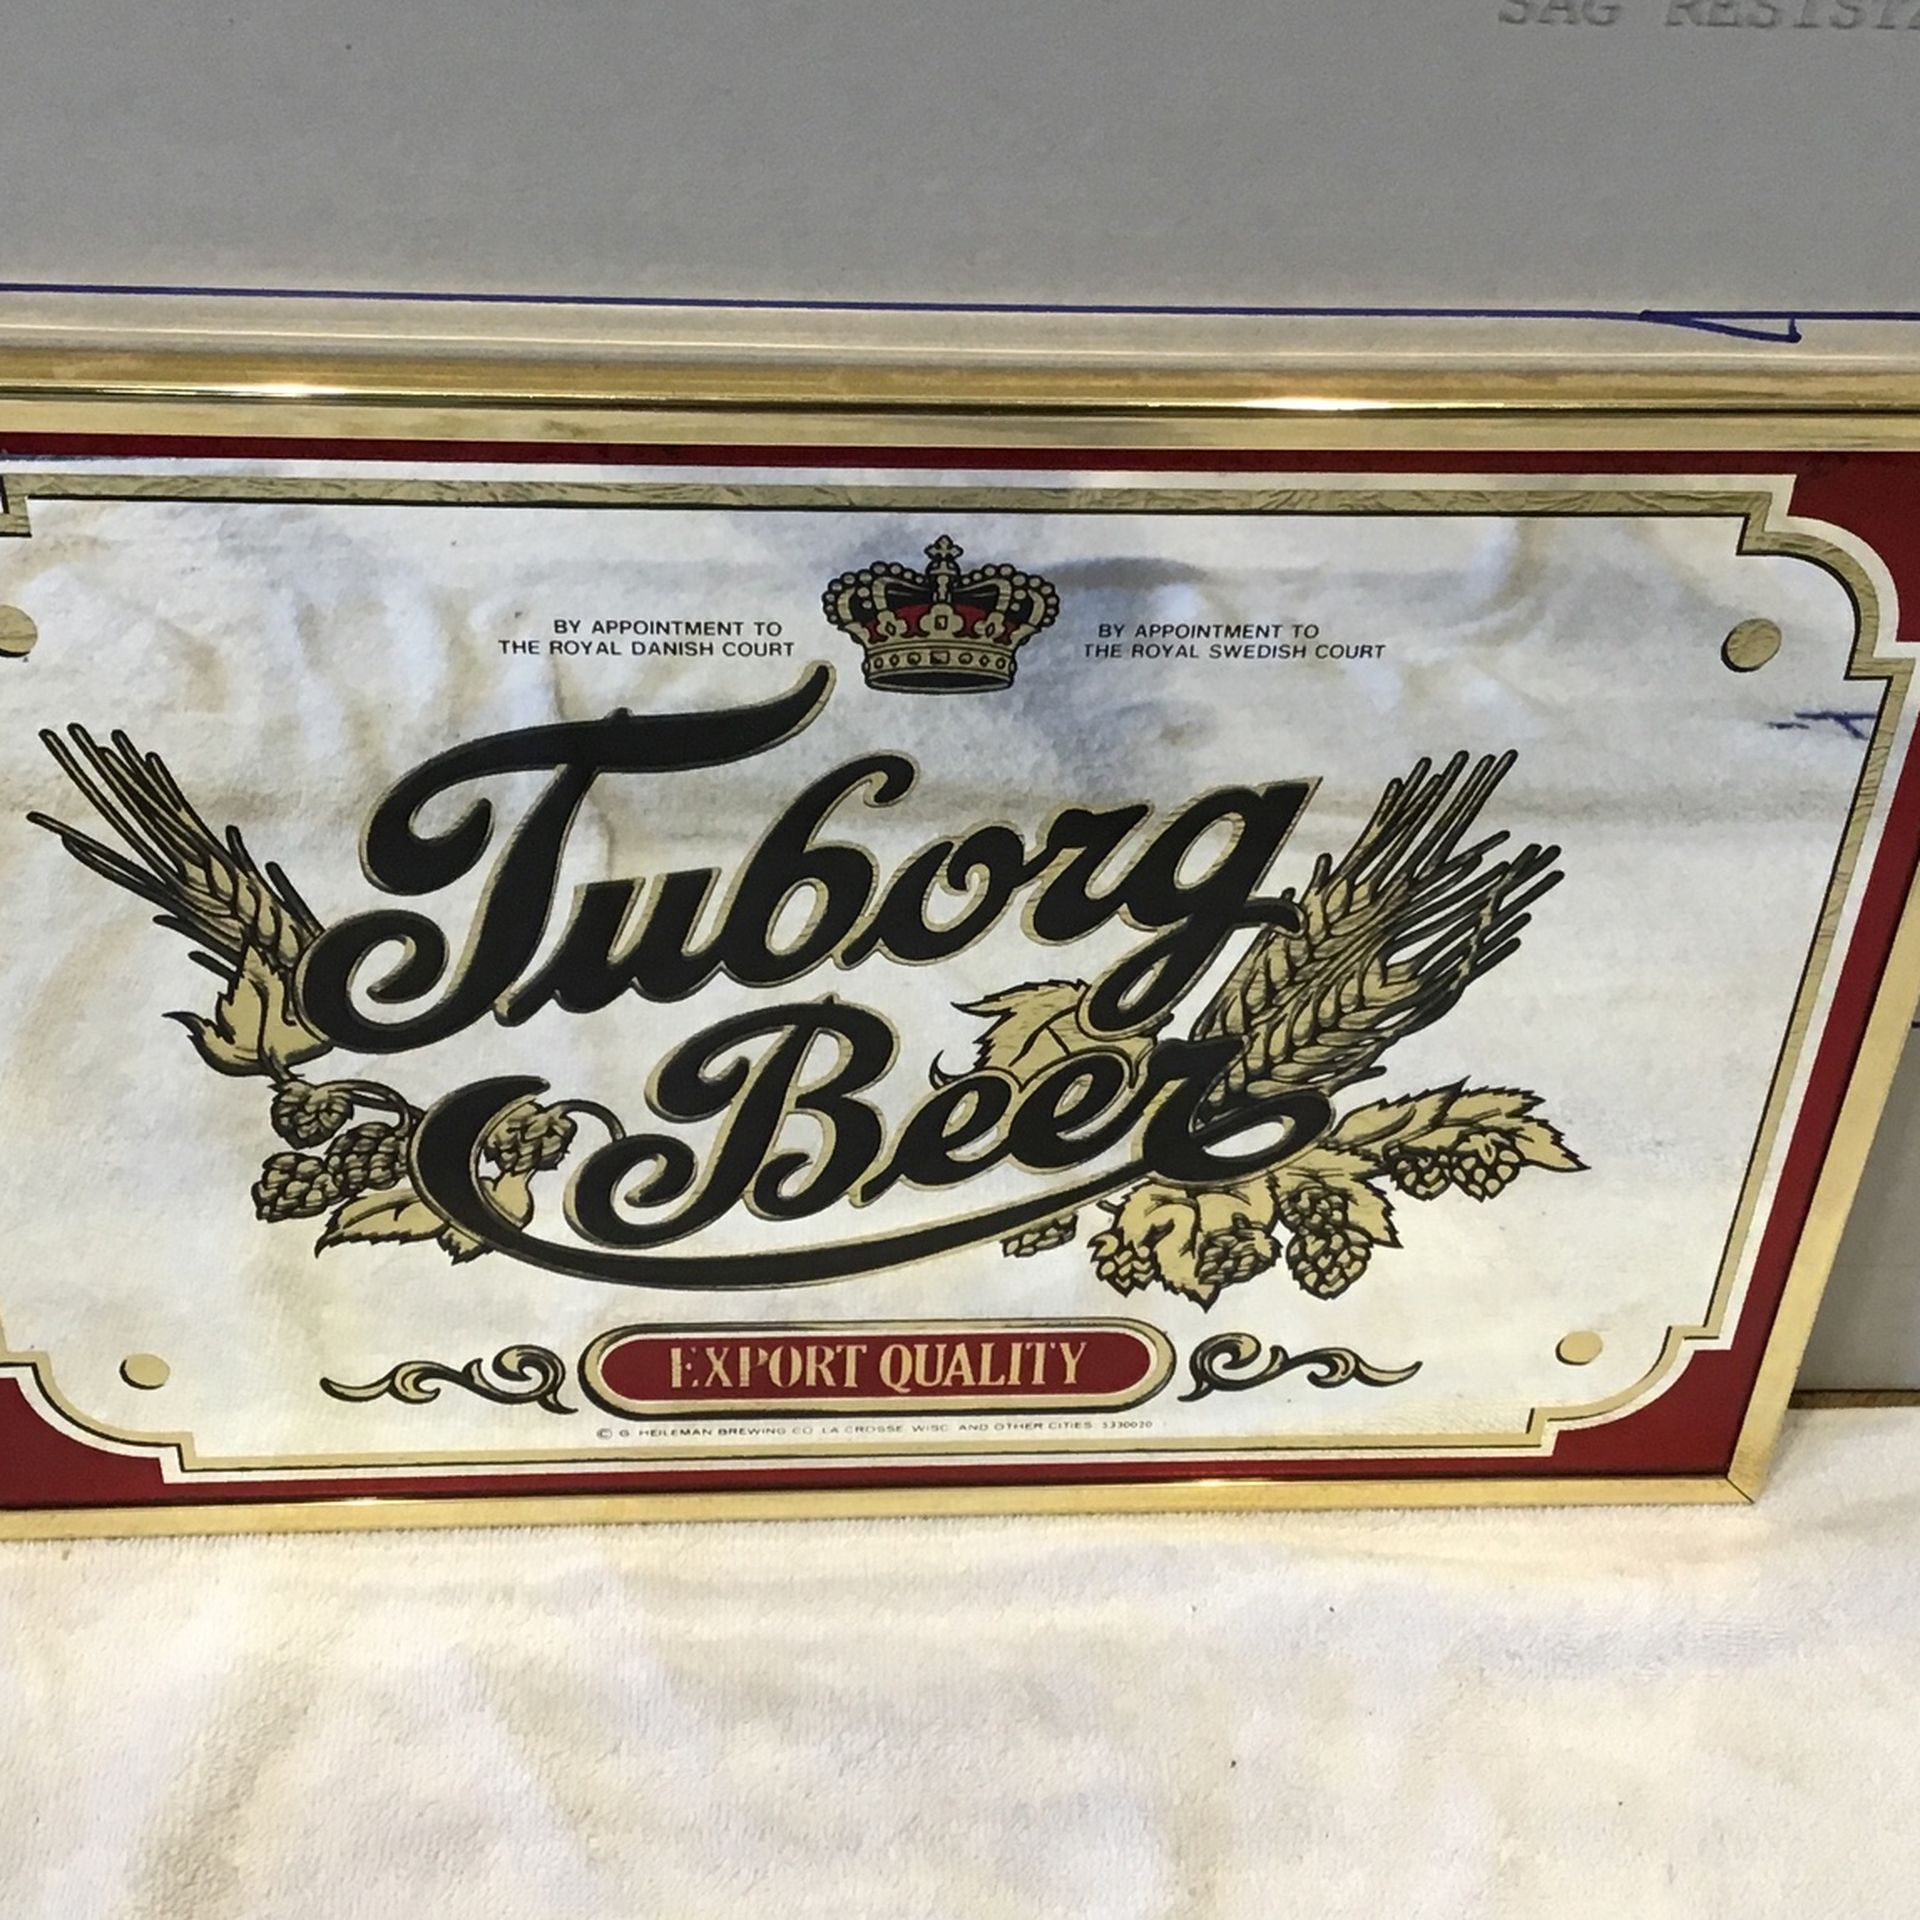 SAG
BY APPOINTMENT TO
THE ROYAL DANISH COURT
BY APPOINTMENT TO
THE ROYAL SWEDISH COURT
Tuborg
Beer
EXPORT QUALITY
© G. HEILEMAN BREWING CO. LA CROSSE WISC. AND OTHER CITIES 5330020